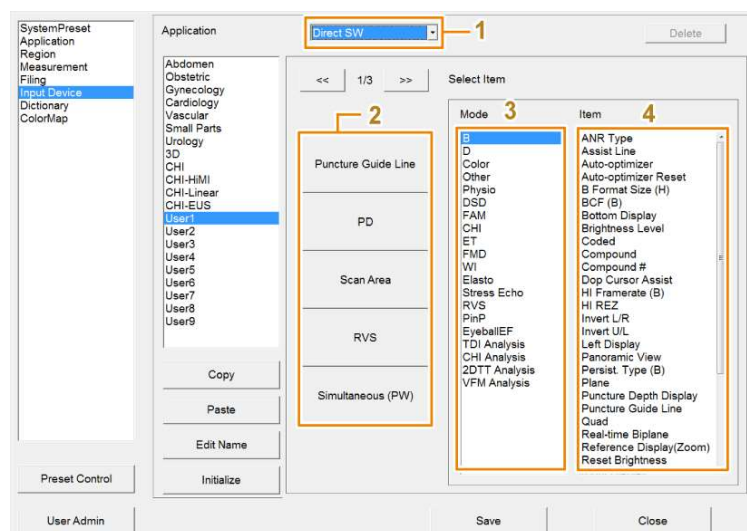 SystemPreset
Application
Region
Measurement
Filing
Input Device
Dictionary
ColorMap
Preset Control
User Admin
Application
Abdomen
Obstetric
Gynecology
Cardiology
Vascular
Small Parts
Urology
3D
CHI
CHI-HiMI
CHI-Linear
CHI-EUS
User1
User2
User3
User4
User5
User6
User7
User8
User9
Copy
Paste
Edit Name
Initialize
Direct SW
1
Delete
<< 1/3 >>
2
Puncture Guide Line
PD
Scan Area
RVS
Simultaneous (PW)
Select Item
Mode 3
B
D
Color
Other
Physio
DSD
FAM
CHI
ET
FMD
WI
Elasto
Stress Echo
RVS
PinP
EyeballEF
TDI Analysis
CHI Analysis
2DTT Analysis
VFM Analysis
Item 4
ANR Type
Assist Line
Auto-optimizer
Auto-optimizer Reset
B Format Size (H)
BCF (B)
Bottom Display
Brightness Level
Coded
Compound
Compound #
Dop Cursor Assist
HI Framerate (B)
HI REZ
Invert L/R
Invert U/L
Left Display
Panoramic View
Persist. Type (B)
Plane
Puncture Depth Display
Puncture Guide Line
Quad
Real-time Biplane
Reference Display(Zoom)
Reset Brightness
Save
Close